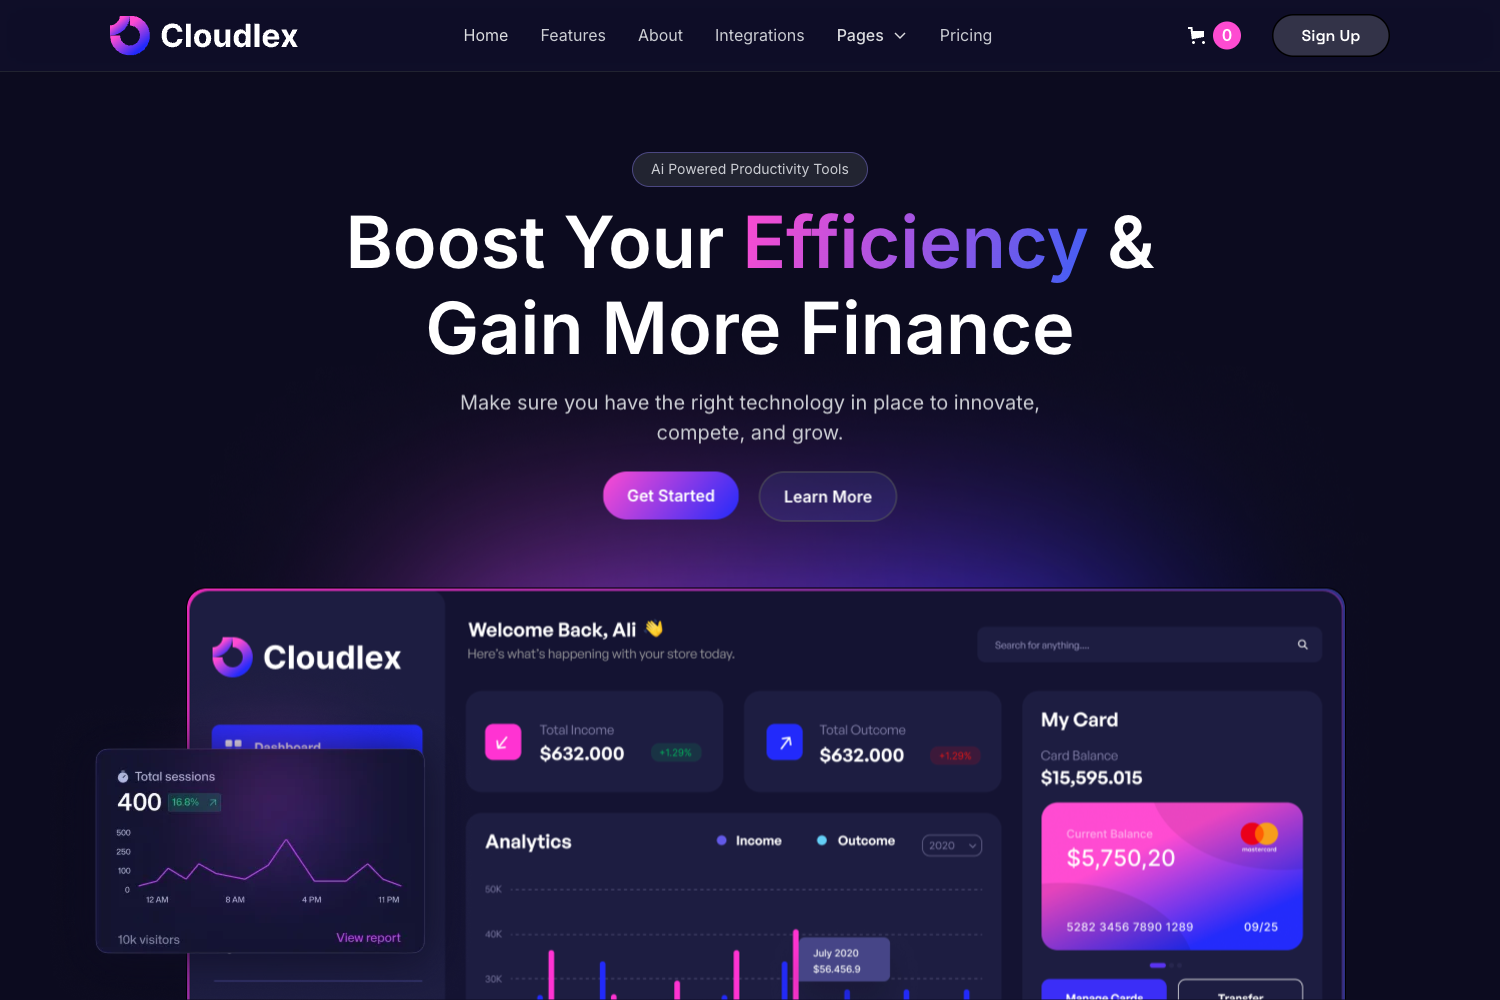 Cloudlex
Home
Features
About
Integrations
Pages
Pricing
0
Sign Up
Ai Powered Productivity Tools
Boost Your Efficiency &
Gain More Finance
Make sure you have the right technology in place to innovate,
compete, and grow.
Get Started
Learn More
Cloudlex
Dashboard
Welcome Back, Ali 👋
Here's what's happening with your store today.
Search for anything....
Total Income
$632.000
+1.29%
Total Outcome
$632.000
+1.29%
My Card
Card Balance
$15,595.015
Current Balance
$5,750,20
mastercard
5282 3456 7890 1289
09/25
Manage Cards
Transfer
Total sessions
400
16.8%
500
250
100
0
12 AM
8 AM
4 PM
11 PM
10k visitors
View report
Analytics
Income
Outcome
2020
50K
40K
30K
July 2020
$56.456.9